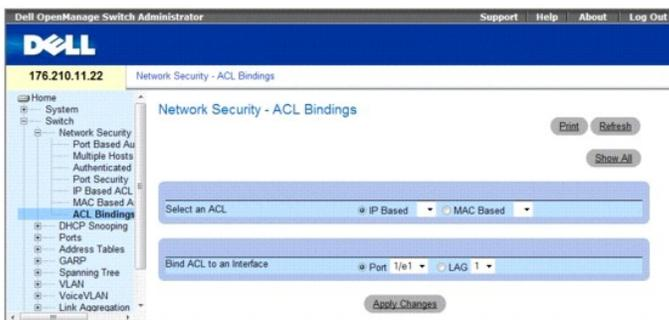 Dell OpenManage Switch Administrator Support Help About Log Out
DELL
176.210.11.22 Network Security - ACL Bindings
Home
System
Switch
Network Security
Port Based Au
Multiple Hosts
Authenticated
Port Security
IP Based ACL
MAC Based A
ACL Bindings
DHCP Snooping
Ports
Address Tables
GARP
Spanning Tree
VLAN
VoiceVLAN
Link Aggregation
Network Security - ACL Bindings
Print Refresh
Show All
Select an ACL IP Based MAC Based
Bind ACL to an Interface Port 1/e1 LAG 1
Apply Changes